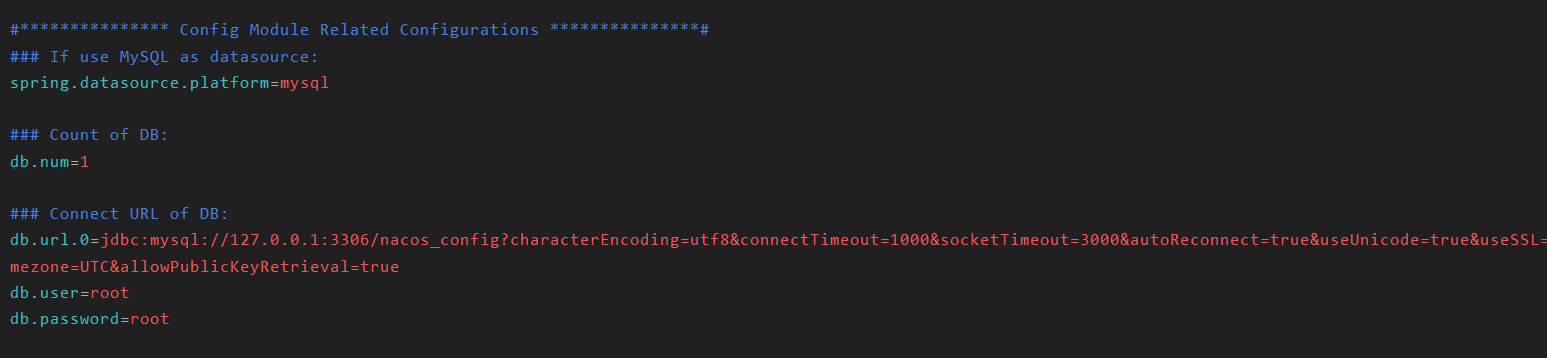 #*************** Config Module Related Configurations ***************#
### If use MySQL as datasource:
spring.datasource.platform=mysql
### Count of DB:
db.num=1
### Connect URL of DB:
db.url.0=jdbc:mysql://127.0.0.1:3306/nacos_config?characterEncoding=utf8&connectTimeout=1000&socketTimeout=3000&autoReconnect=true&useUnicode=true&useSSL=
mezone=UTC&allowPublicKeyRetrieval=true
db.user=root
db.password=root